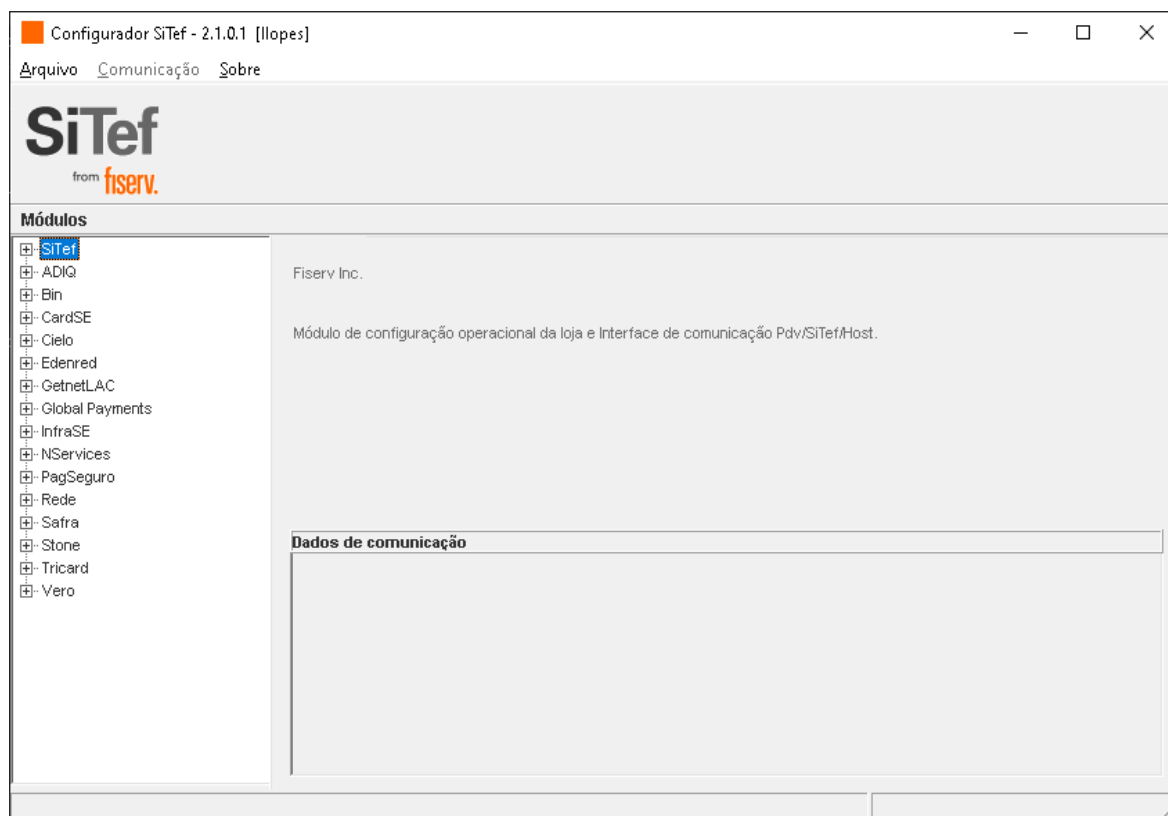 Configurador SiTef - 2.1.0.1 [llopes]
Arquivo Comunicação Sobre
SiTef
from fiserv.
Módulos
SiTef
ADIQ
Bin
CardSE
Cielo
Edenred
GetnetLAC
Global Payments
InfraSE
NServices
PagSeguro
Rede
Safra
Stone
Tricard
Vero
Fiserv Inc.
Módulo de configuração operacional da loja e Interface de comunicação Pdv/SiTef/Host.
Dados de comunicação